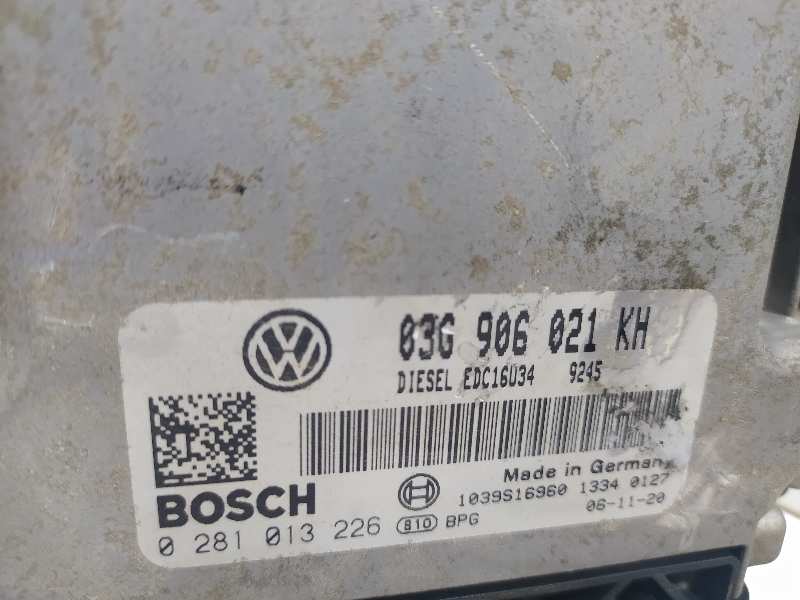 03G 906 021 KH
DIESEL EDC16U34 9245
Made in Germany
BOSCH
1039S16960 1334 0127
0 281 013 226 810 BPG
06-11-20